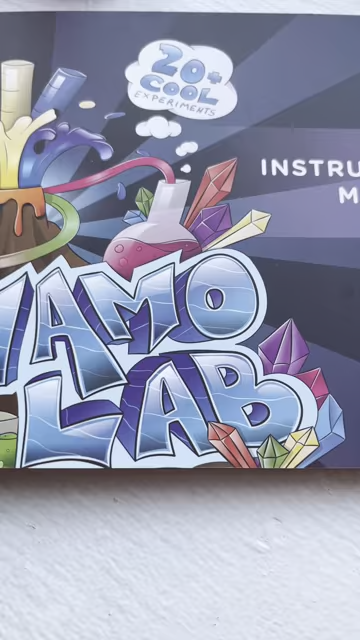 20+
COOL
EXPERIMENTS
INSTRU
M
AMO
LAB